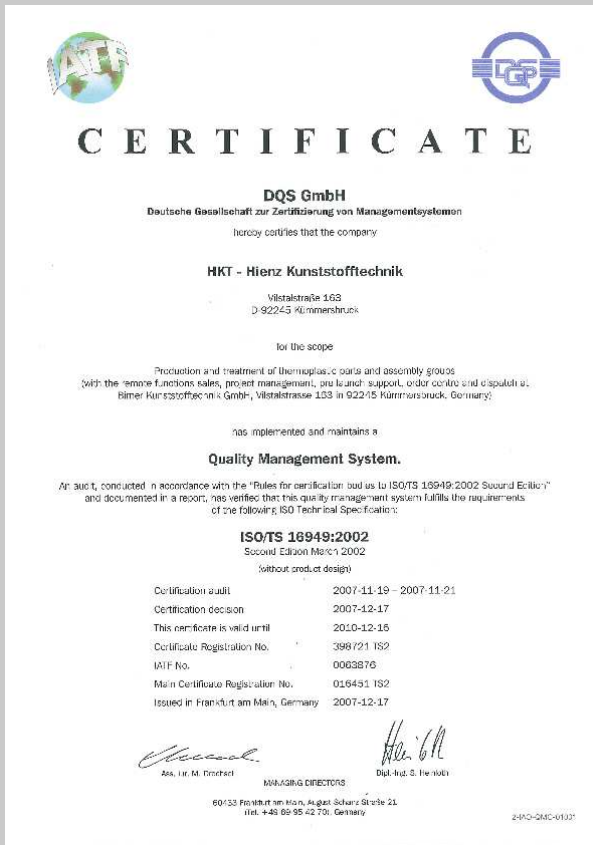 IATF
DQS
CERTIFICATE
DQS GmbH
Deutsche Gesellschaft zur Zertifizierung von Managementsystemen
hereby certifies that the company
HKT - Hienz Kunststofftechnik
Vilstalstraße 163
D-92245 Kümmersbruck
for the scope
Production and treatment of thermoplastic parts and assembly groups
(with the remote functions sales, project management, pre launch support, order centre and dispatch at
Birner Kunststofftechnik GmbH, Vilstalstrasse 163 in 92245 Kümmersbruck, Germany)
has implemented and maintains a
Quality Management System.
An audit, conducted in accordance with the "Rules for certification bodies to ISO/TS 16949:2002 Second Edition"
and documented in a report, has verified that this quality management system fulfills the requirements
of the following ISO Technical Specification:
ISO/TS 16949:2002
Second Edition March 2002
(without product design)
Certification audit 2007-11-19 – 2007-11-21
Certification decision 2007-12-17
This certificate is valid until 2010-12-16
Certificate Registration No. 398721 TS2
IATF No. 0063876
Main Certificate Registration No. 016451 TS2
Issued in Frankfurt am Main, Germany 2007-12-17
Ass. iur. M. Drechsel
Dipl.-Ing. S. Heinloth
MANAGING DIRECTORS
60433 Frankfurt am Main, August-Schanz-Straße 21
Germany